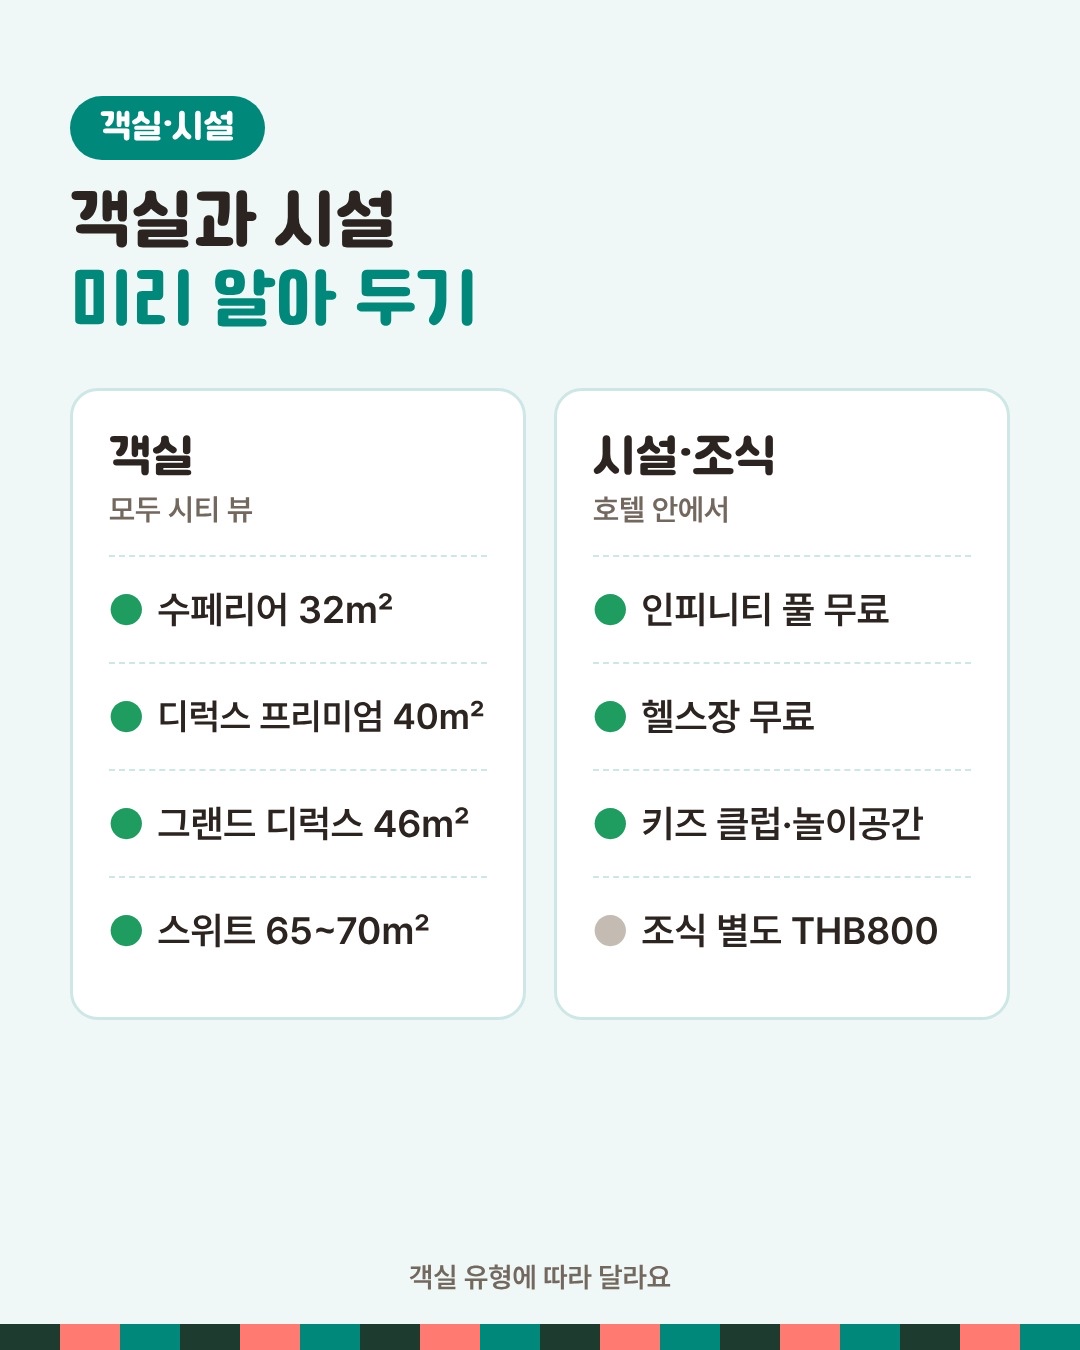 객실·시설
객실과 시설
미리 알아 두기
객실
모두 시티 뷰
수페리어 32m²
디럭스 프리미엄 40m²
그랜드 디럭스 46m²
스위트 65~70m²
시설·조식
호텔 안에서
인피니티 풀 무료
헬스장 무료
키즈 클럽·놀이공간
조식 별도 THB800
객실 유형에 따라 달라요